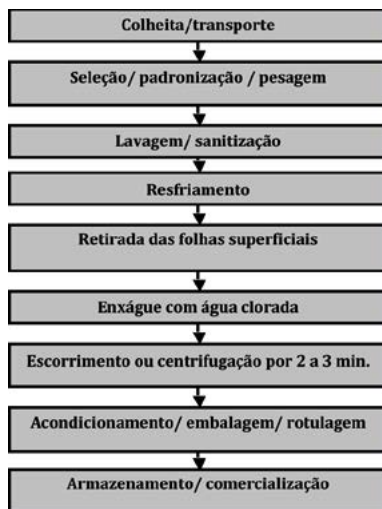 Colheita/transporte
Seleção/ padronização / pesagem
Lavagem/ sanitização
Resfriamento
Retirada das folhas superficiais
Enxágue com água clorada
Escorrimento ou centrifugação por 2 a 3 min.
Acondicionamento/ embalagem/ rotulagem
Armazenamento/ comercialização